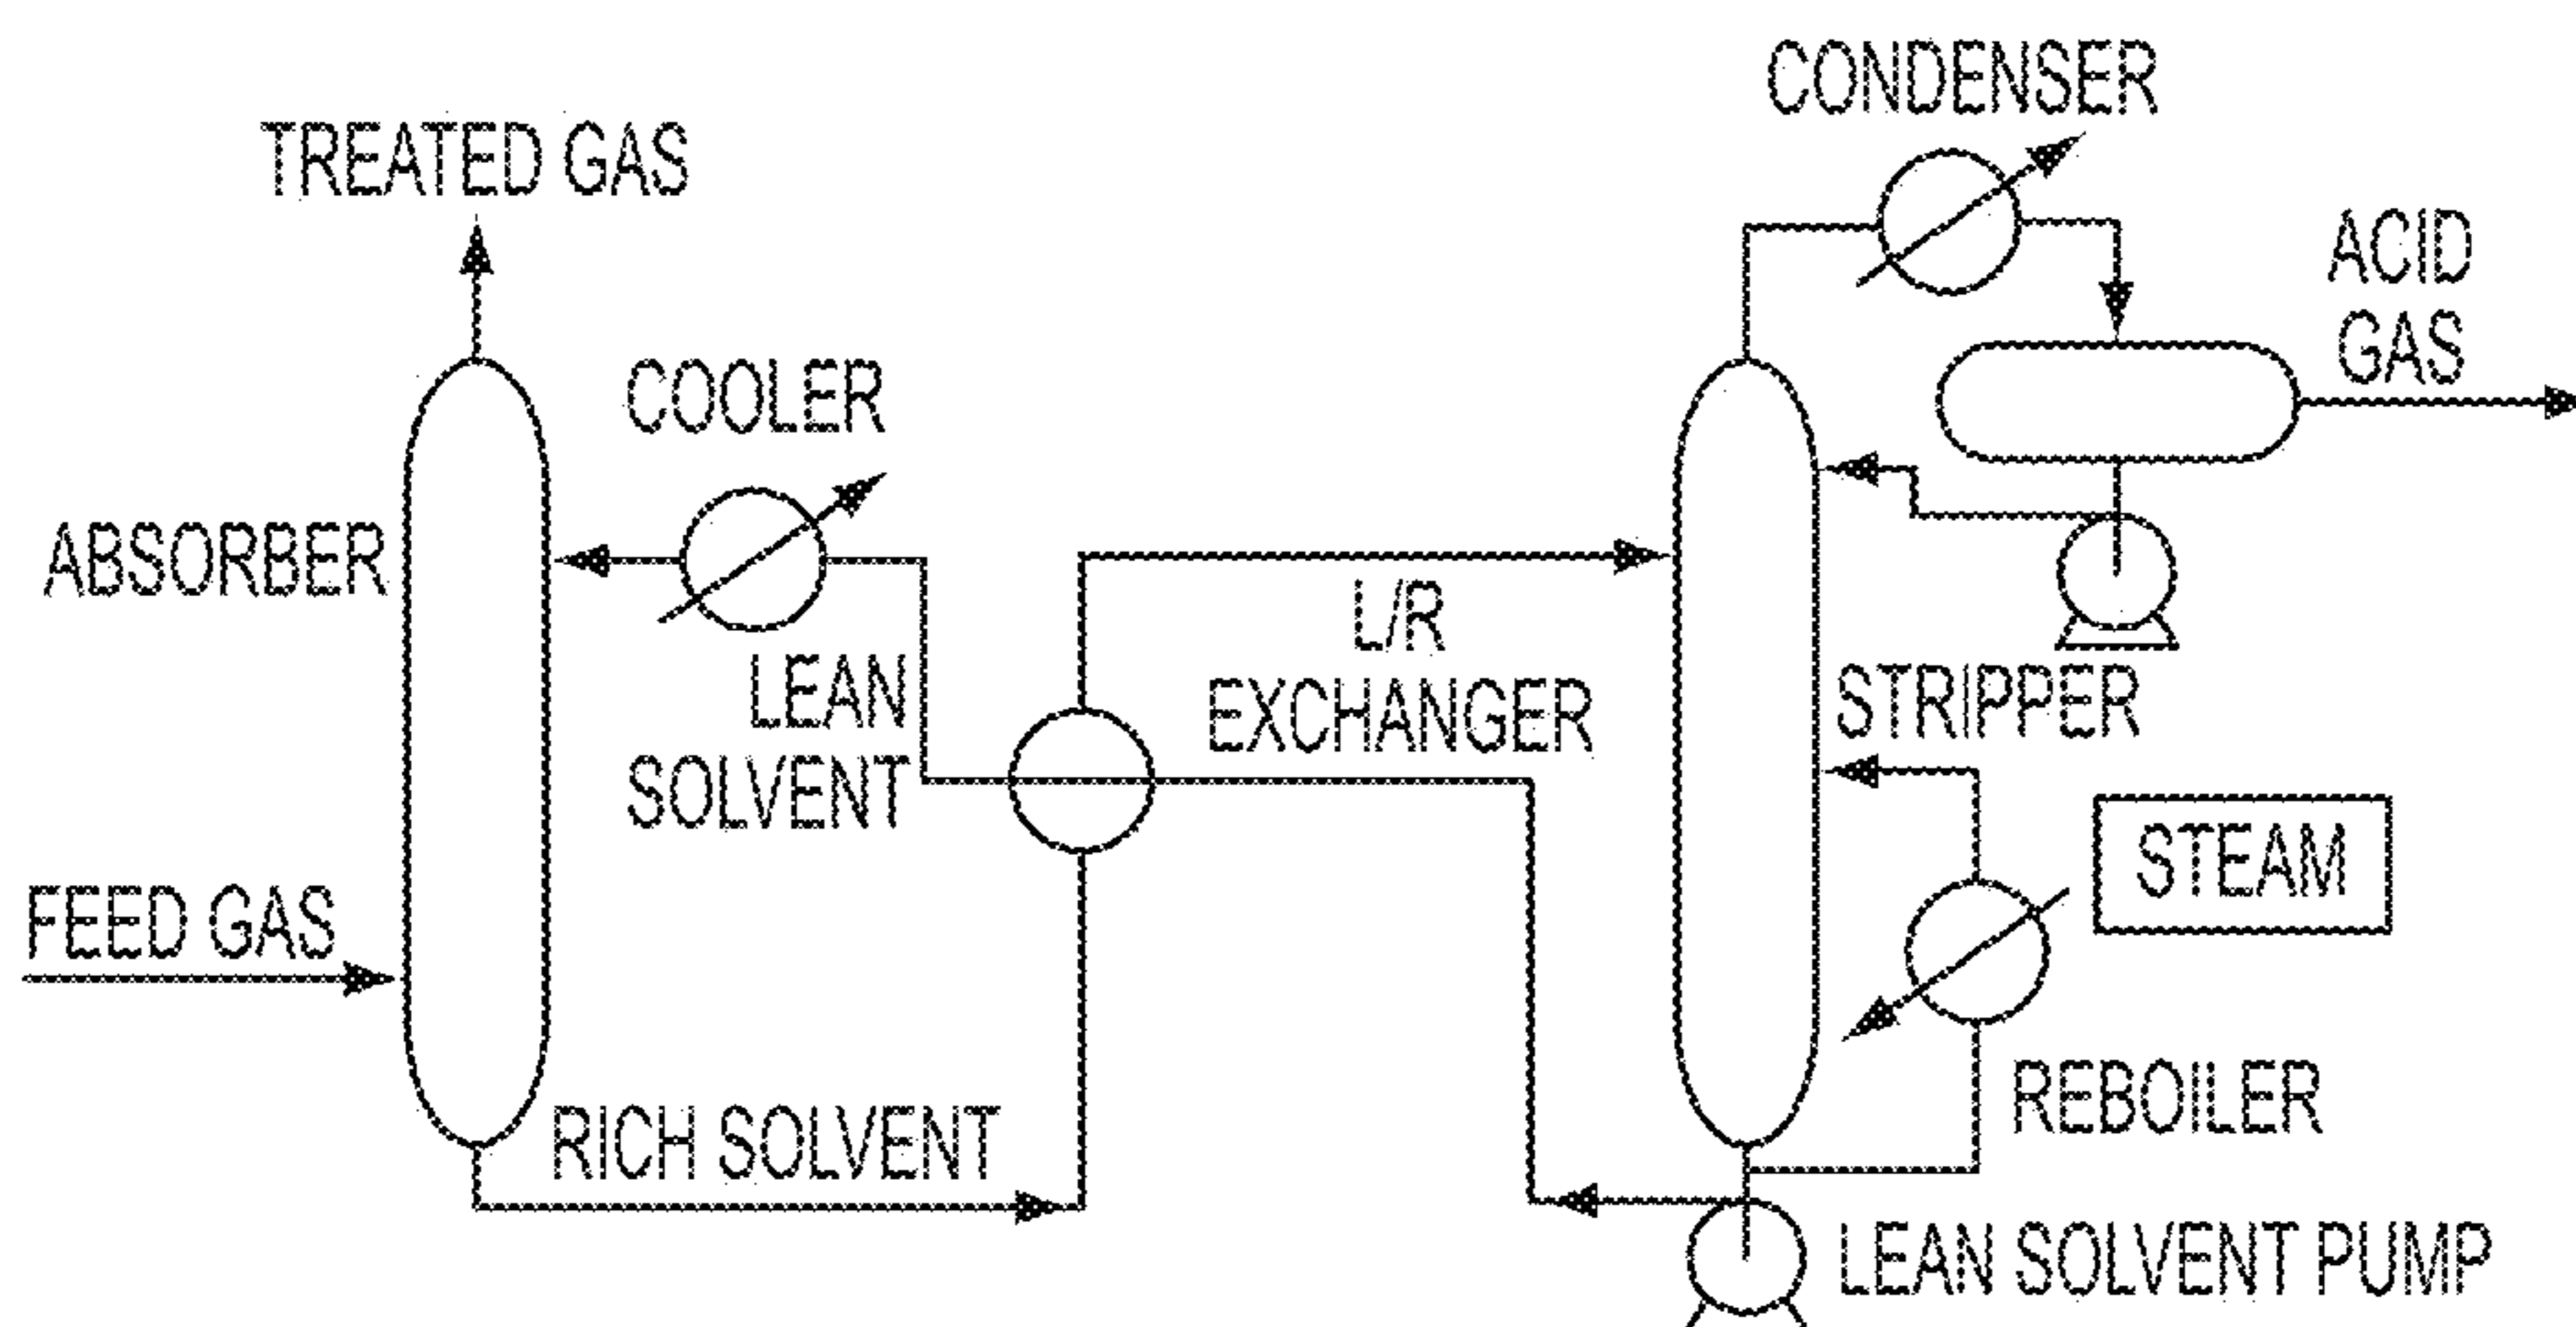 CONDENSER
TREATED GAS
ACID
GAS
COOLER
ABSORBER
L/R
EXCHANGER
LEAN
SOLVENT
STRIPPER
STEAM
FEED GAS
REBOILER
RICH SOLVENT
LEAN SOLVENT PUMP